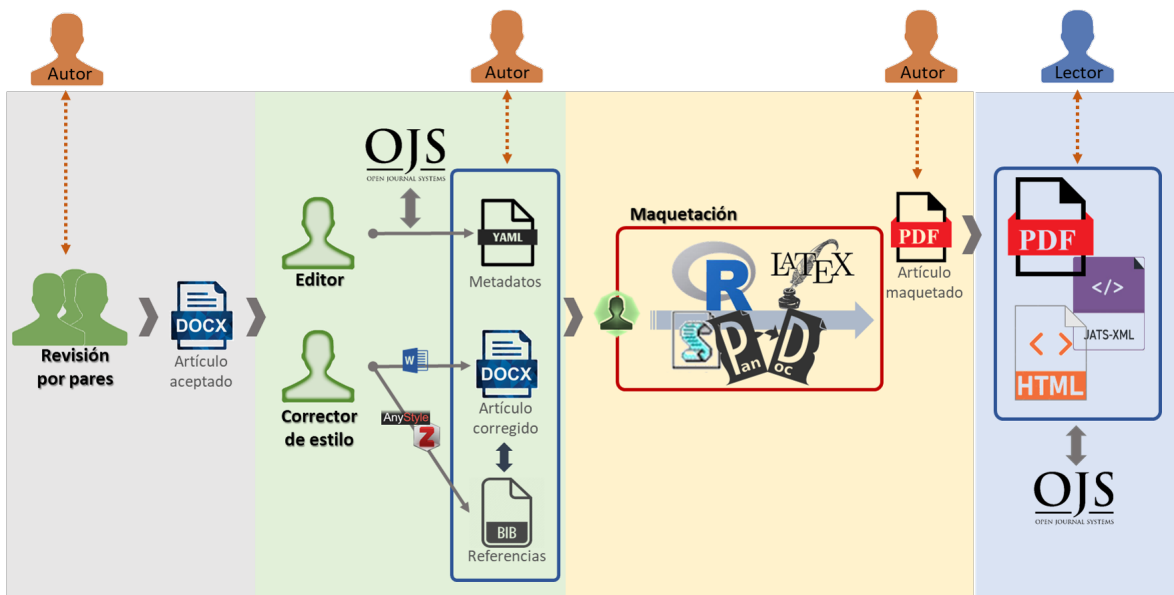 Autor
Autor
Autor
Lector
OJS
OPEN JOURNAL SYSTEMS
Revisión
por pares
DOCX
Artículo
aceptado
Editor
Corrector
de estilo
W
AnyStyle
Z
YAML
Metadatos
DOCX
Artículo
corregido
BIB
Referencias
Maquetación
R
LATEX
S
Pan
Doc
PDF
Artículo
maquetado
PDF
</>
JATS-XML
< >
HTML
OJS
OPEN JOURNAL SYSTEMS